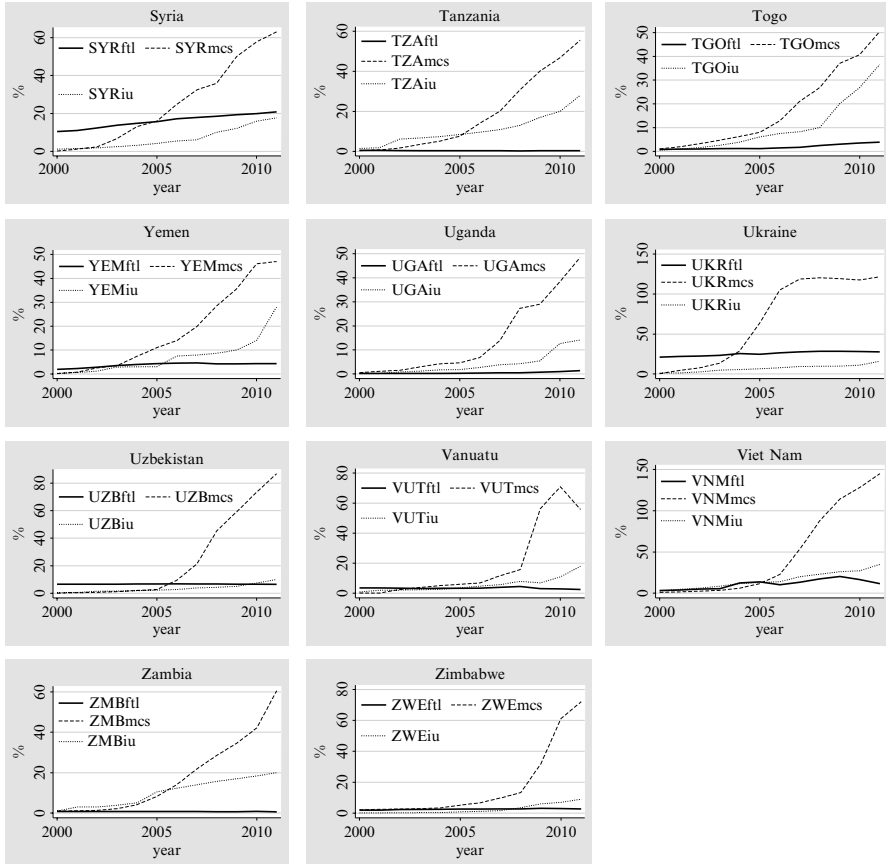 Syria
60
SYRftl SYRmcs
40
SYRiu
20
0
%
2000 2005 2010
year
Tanzania
60
TZAftl
TZAmcs
40
TZAiu
20
0
%
2000 2005 2010
year
Togo
50
TGOftl TGOmcs
40
TGOiu
30
20
10
0
%
2000 2005 2010
year
Yemen
50
YEMftl YEMmcs
40
YEMiu
30
20
10
0
%
2000 2005 2010
year
Uganda
50
UGAftl UGAmcs
40
UGAiu
30
20
10
0
%
2000 2005 2010
year
Ukraine
150
UKRftl
UKRmcs
100
UKRiu
50
0
%
2000 2005 2010
year
Uzbekistan
80
UZBftl UZBmcs
60
UZBiu
40
20
0
%
2000 2005 2010
year
Vanuatu
80
VUTftl VUTmcs
60
VUTiu
40
20
0
%
2000 2005 2010
year
Viet Nam
150
VNMftl
VNMmcs
100
VNMiu
50
0
%
2000 2005 2010
year
Zambia
60
ZMBftl
ZMBmcs
40
ZMBiu
20
0
%
2000 2005 2010
year
Zimbabwe
80
ZWEftl ZWEmcs
60
ZWEiu
40
20
0
%
2000 2005 2010
year